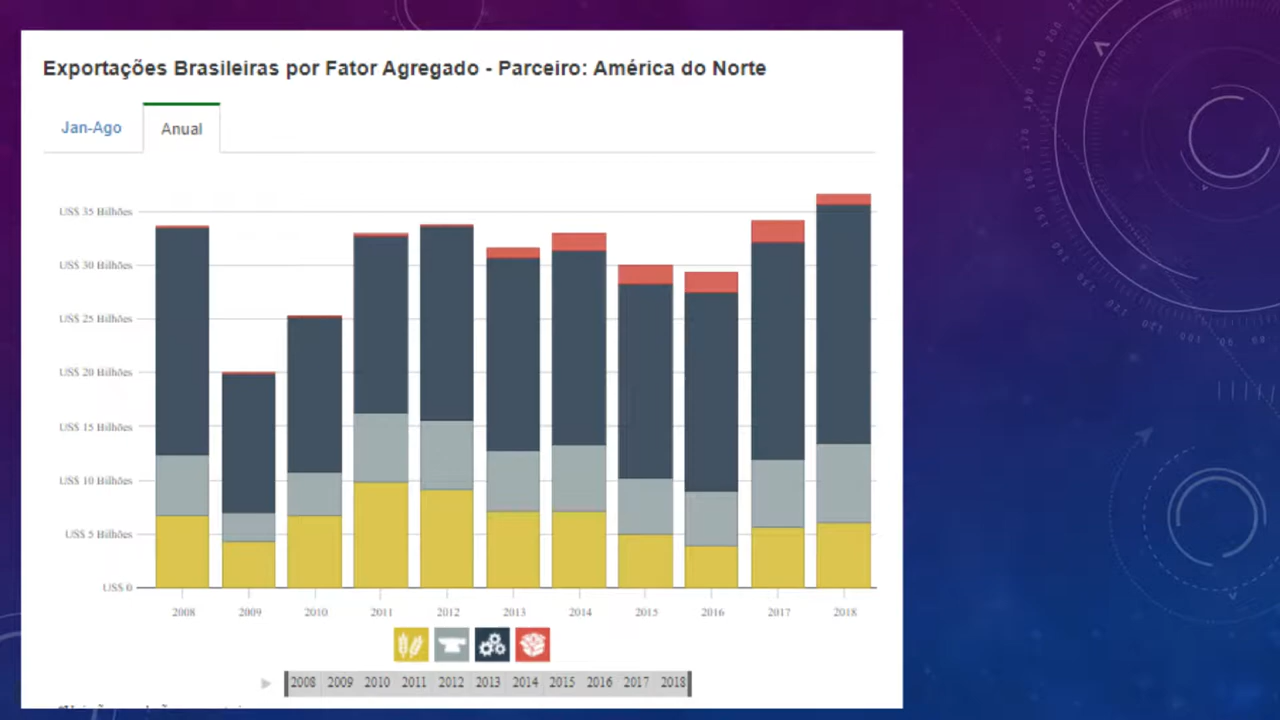 Exportações Brasileiras por Fator Agregado - Parceiro: América do Norte
Jan-Ago Anual
US$ 35 Bilhões
US$ 30 Bilhões
US$ 25 Bilhões
US$ 20 Bilhões
US$ 15 Bilhões
US$ 10 Bilhões
US$ 5 Bilhões
US$ 0
2008 2009 2010 2011 2012 2013 2014 2015 2016 2017 2018
2008 2009 2010 2011 2012 2013 2014 2015 2016 2017 2018